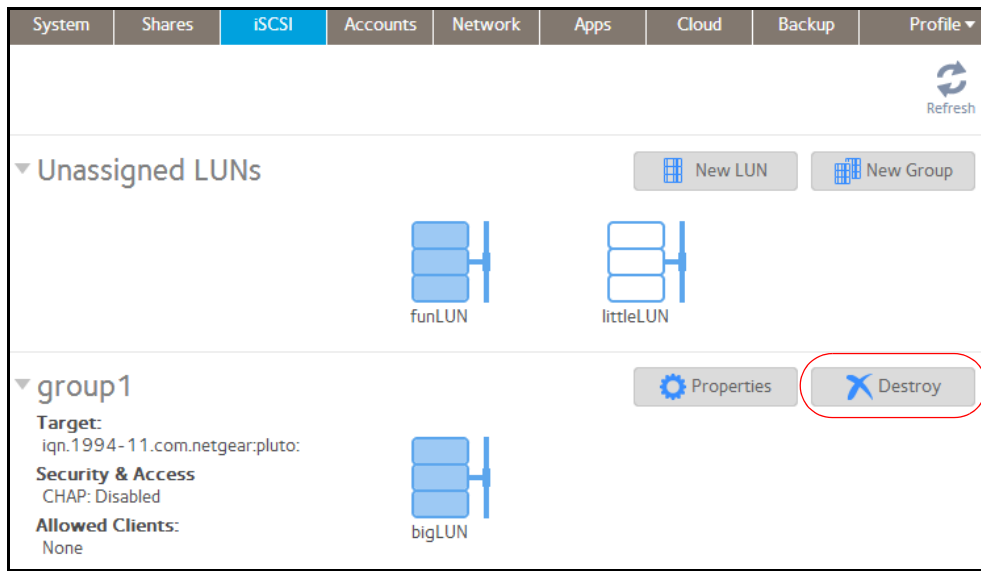 System Shares iSCSI Accounts Network Apps Cloud Backup Profile
Refresh
Unassigned LUNs New LUN New Group
funLUN littleLUN
group1 Properties Destroy
Target:
iqn.1994-11.com.netgear:pluto:
Security & Access
CHAP: Disabled
Allowed Clients:
None
bigLUN